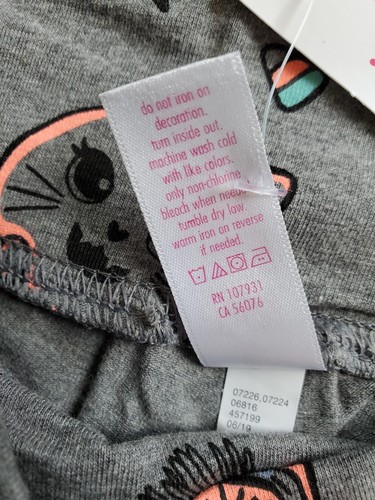 do not iron on
decoration.
turn inside out.
machine wash cold
with like colors.
only non-chlorine
bleach when needed.
tumble dry low.
warm iron on reverse
if needed.
RN 107931
CA 56076
07226,07224
06816
457199
06/19